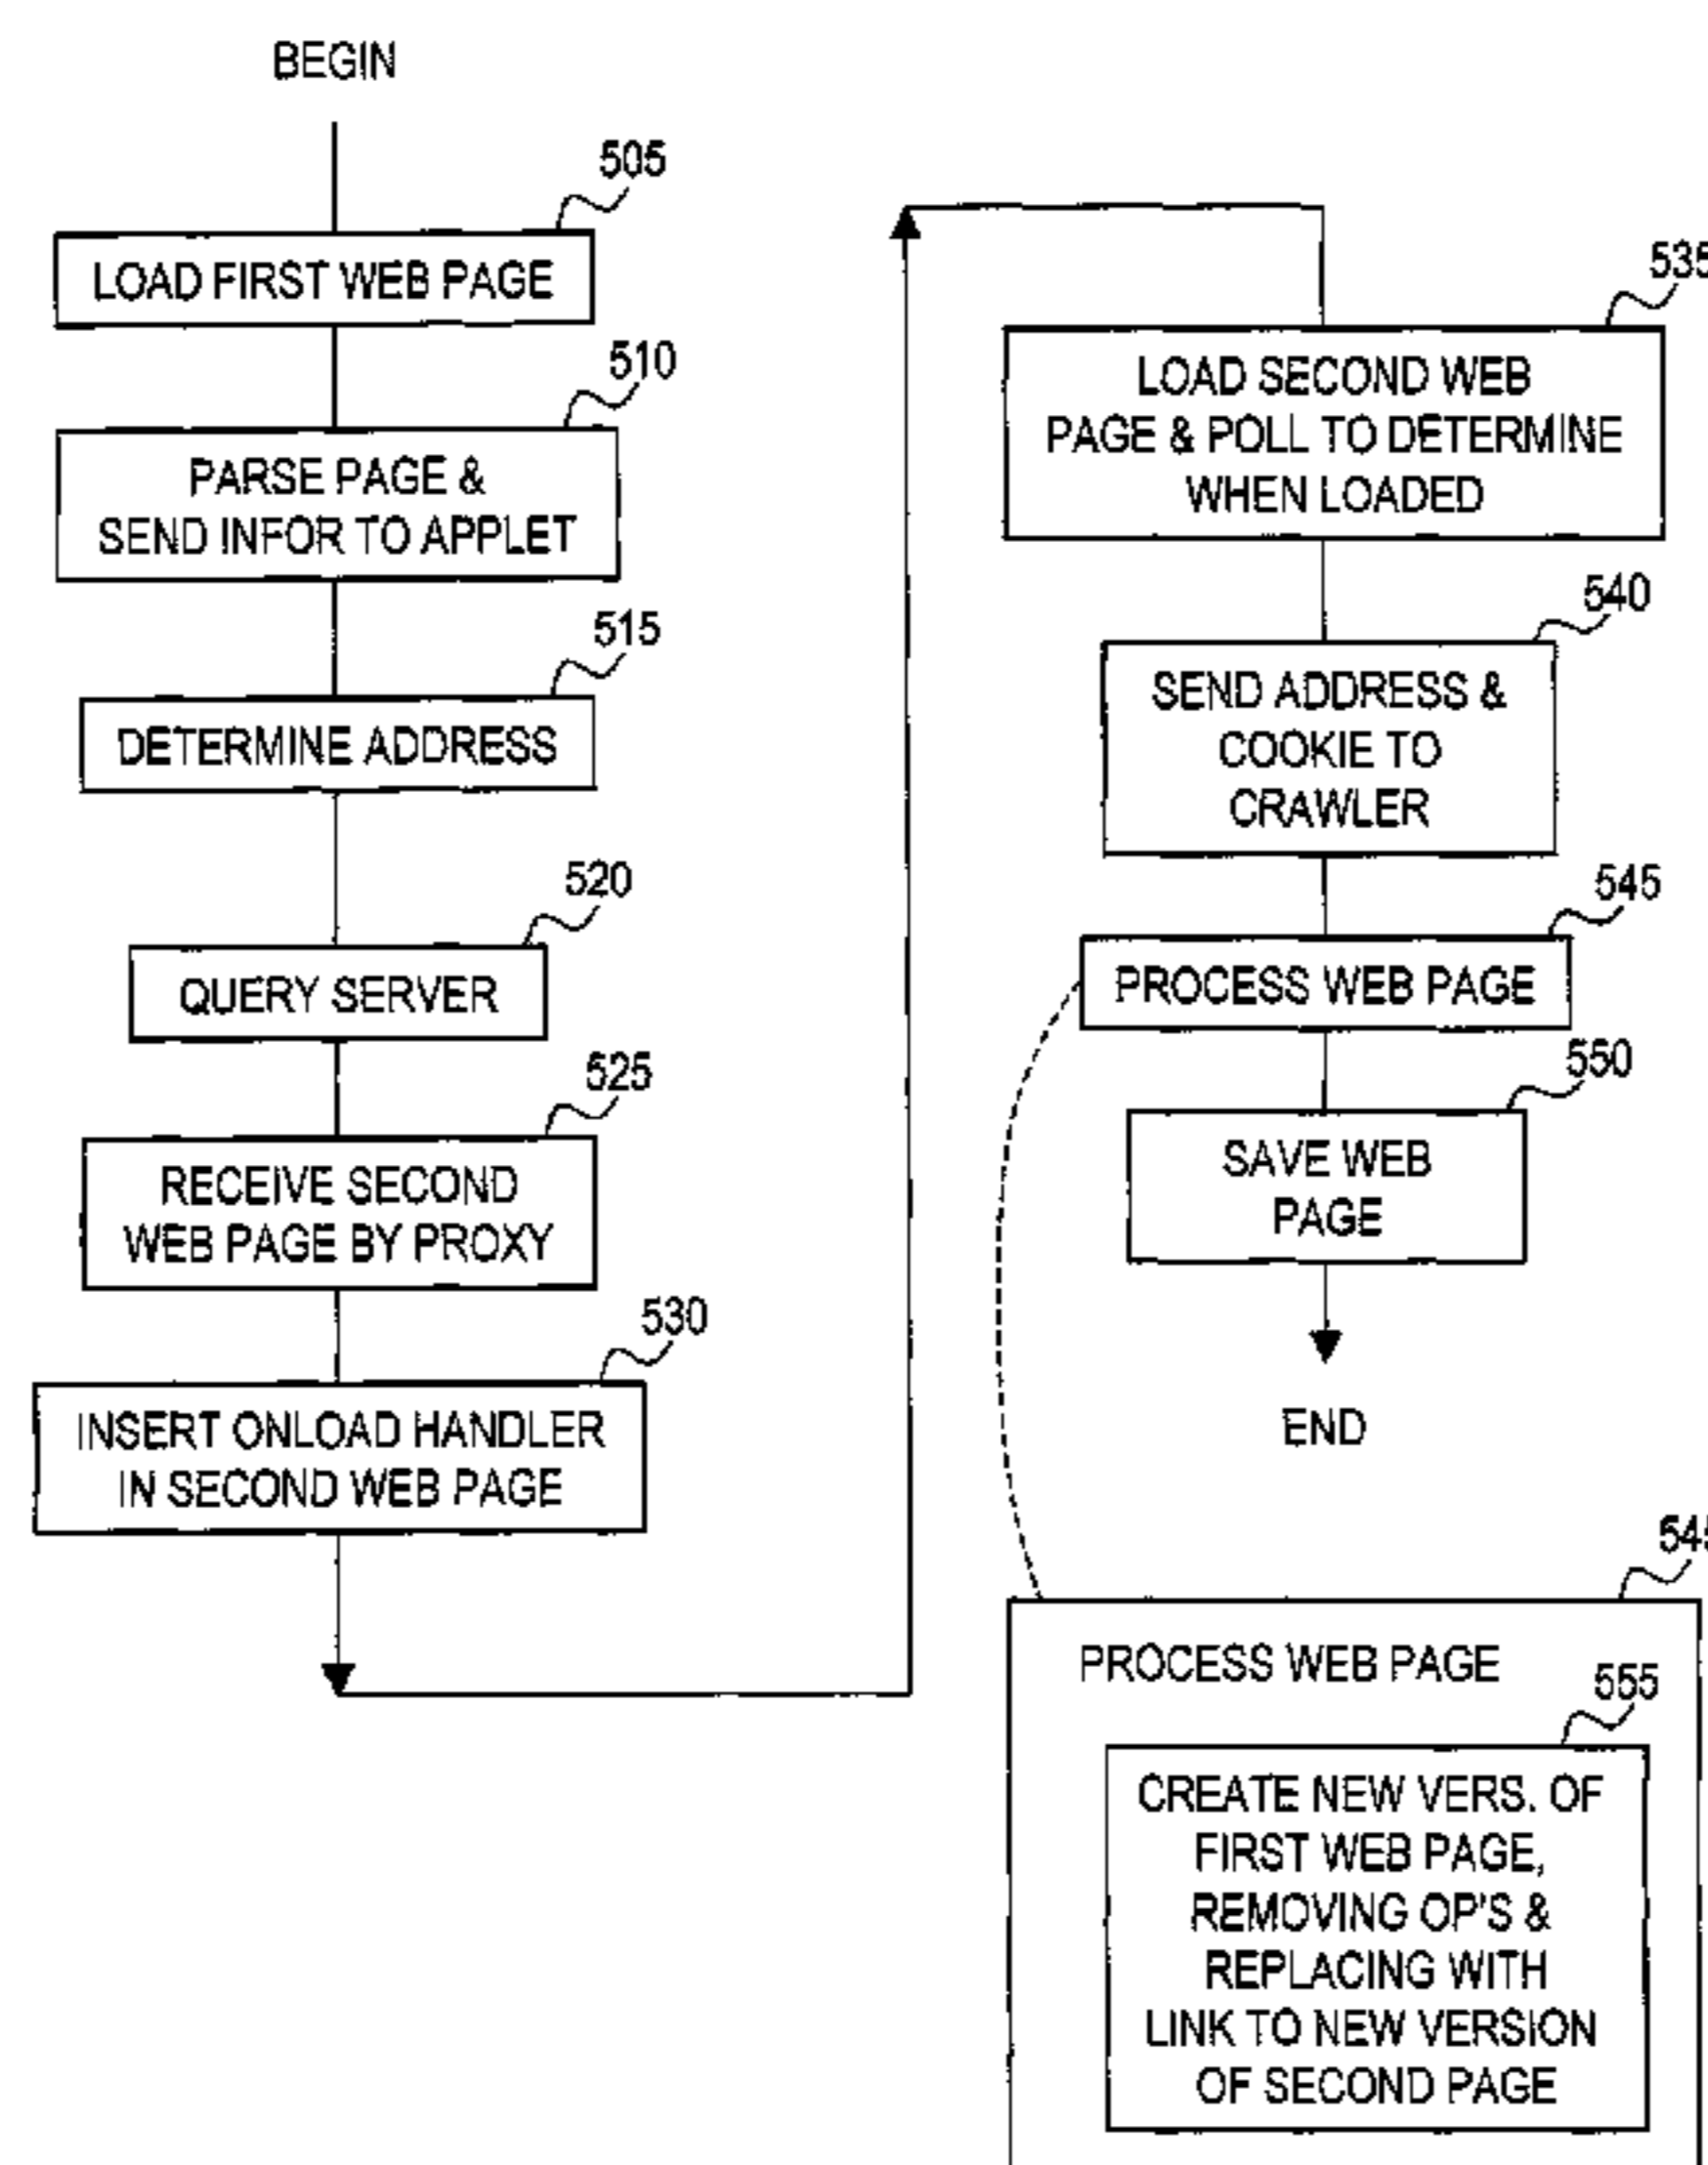 BEGIN
505
LOAD FIRST WEB PAGE
510
PARSE PAGE &
SEND INFOR TO APPLET
515
DETERMINE ADDRESS
520
QUERY SERVER
525
RECEIVE SECOND
WEB PAGE BY PROXY
530
INSERT ONLOAD HANDLER
IN SECOND WEB PAGE
535
LOAD SECOND WEB
PAGE & POLL TO DETERMINE
WHEN LOADED
540
SEND ADDRESS &
COOKIE TO
CRAWLER
545
PROCESS WEB PAGE
550
SAVE WEB
PAGE
END
545
PROCESS WEB PAGE
555
CREATE NEW VERS. OF
FIRST WEB PAGE,
REMOVING OP'S &
REPLACING WITH
LINK TO NEW VERSION
OF SECOND PAGE